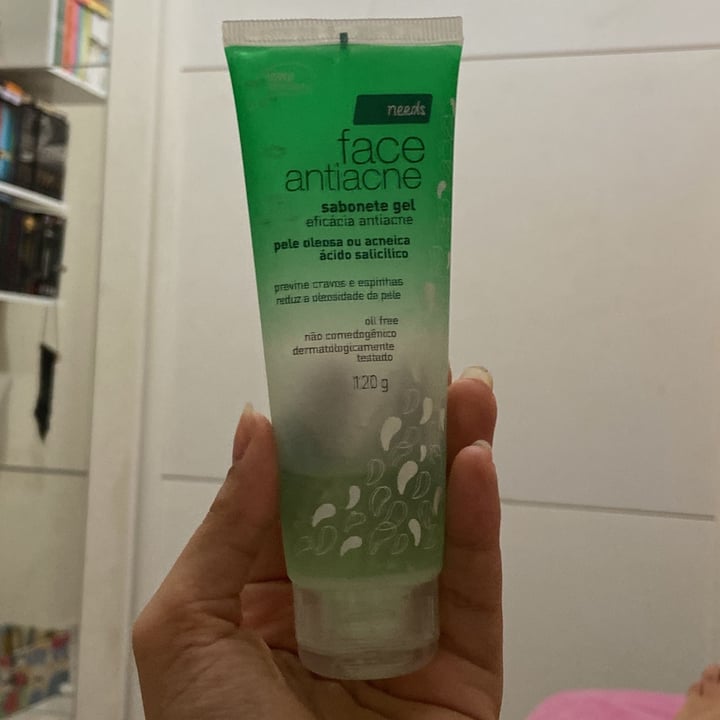 needs
face
antiacne
sabonete gel
eficácia antiacne
pele oleosa ou acneica
ácido salicílico
previne cravos e espinhas
reduz a oleosidade da pele
oil free
não comedogênico
dermatologicamente
testado
120 g